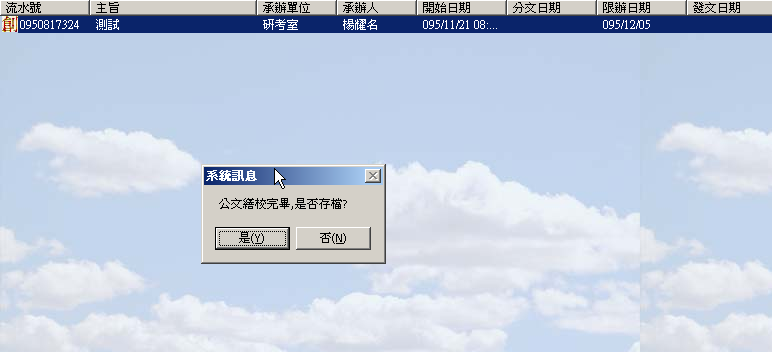 流水號 主旨 承辦單位 承辦人 開始日期 分文日期 限辦日期 發文日期
創 0950817324 測試 研考室 楊耀名 095/11/21 08:... 095/12/05
系統訊息
公文繕校完畢,是否存檔?
是(Y) 否(N)